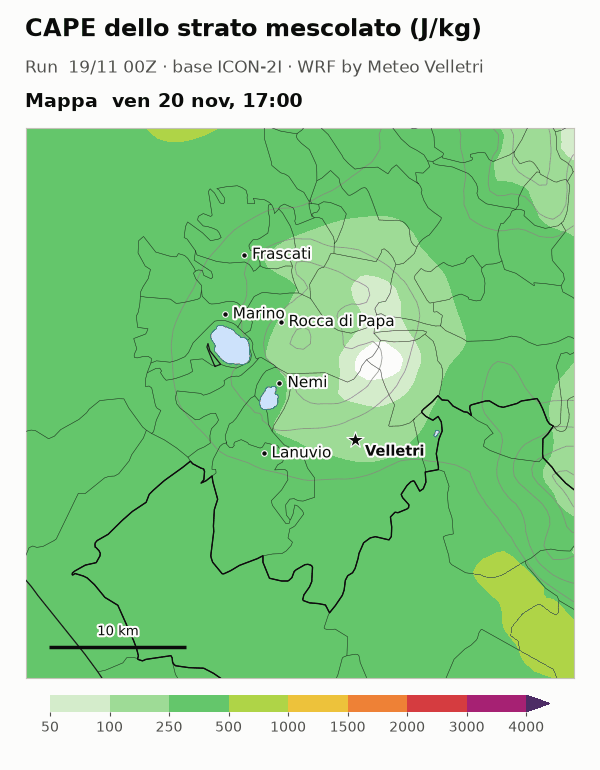 CAPE dello strato mescolato (J/kg)
Run  19/11 00Z · base ICON-2I · WRF by Meteo Velletri
Mappa  ven 20 nov, 17:00
Frascati
Marino
Rocca di Papa
Nemi
Velletri
Lanuvio
10 km
50 100 250 500 1000 1500 2000 3000 4000